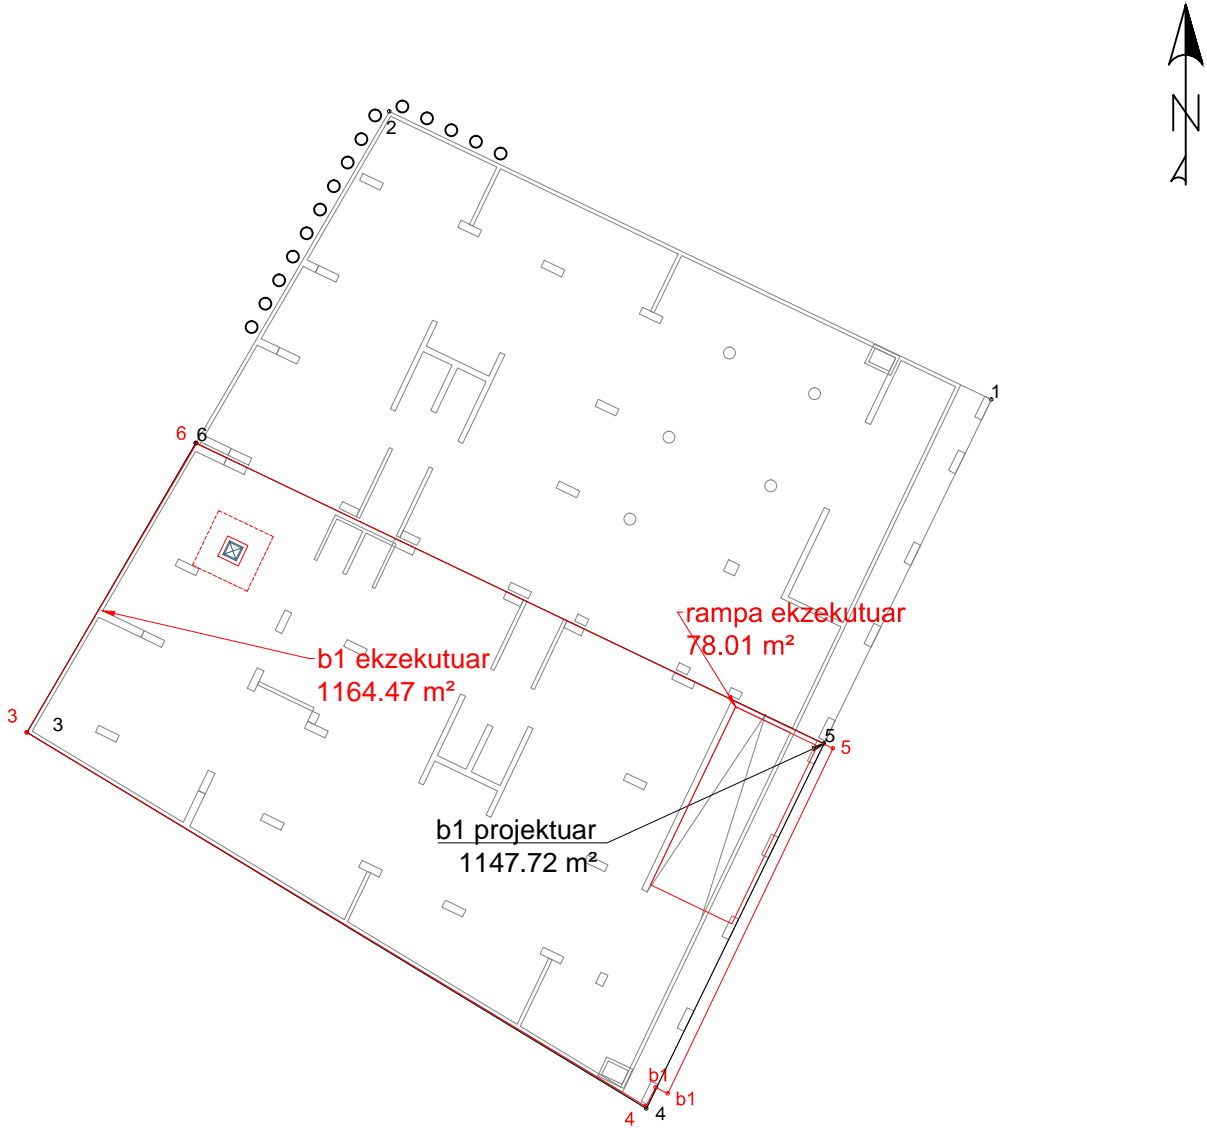 N
2
1
6 6
rampa ekzekutuar
78.01 m²
b1 ekzekutuar
1164.47 m²
3 3
5 5
b1 projektuar
1147.72 m²
b1
b1
4 4